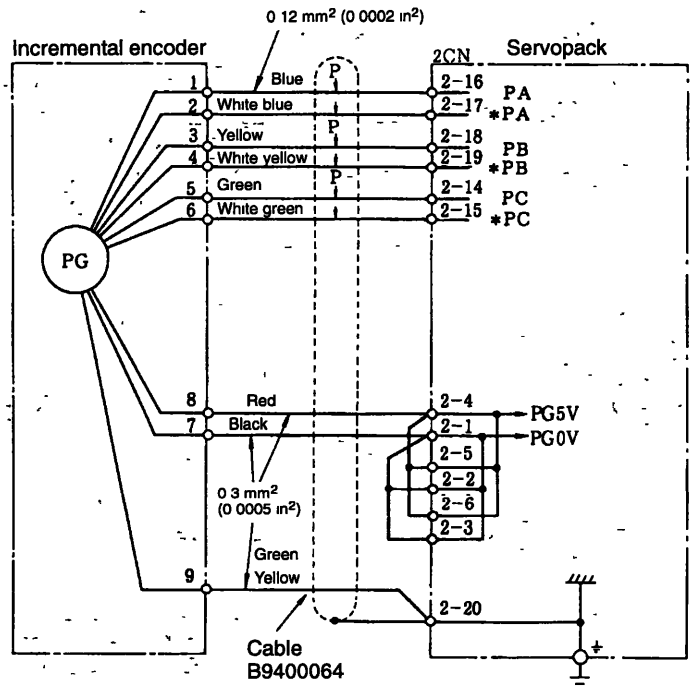 0 12 mm² (0 0002 in²)
Incremental encoder
2CN
Servopack
1
Blue
P
2-16
PA
2
White blue
2-17
*PA
3
Yellow
P
2-18
PB
4
White yellow
2-19
*PB
5
Green
P
2-14
PC
6
White green
2-15
*PC
PG
8
Red
2-4
PG5V
7
Black
2-1
PG0V
2-5
2-2
0 3 mm²
(0 0005 in²)
2-6
2-3
Green
9
Yellow
2-20
Cable
B9400064